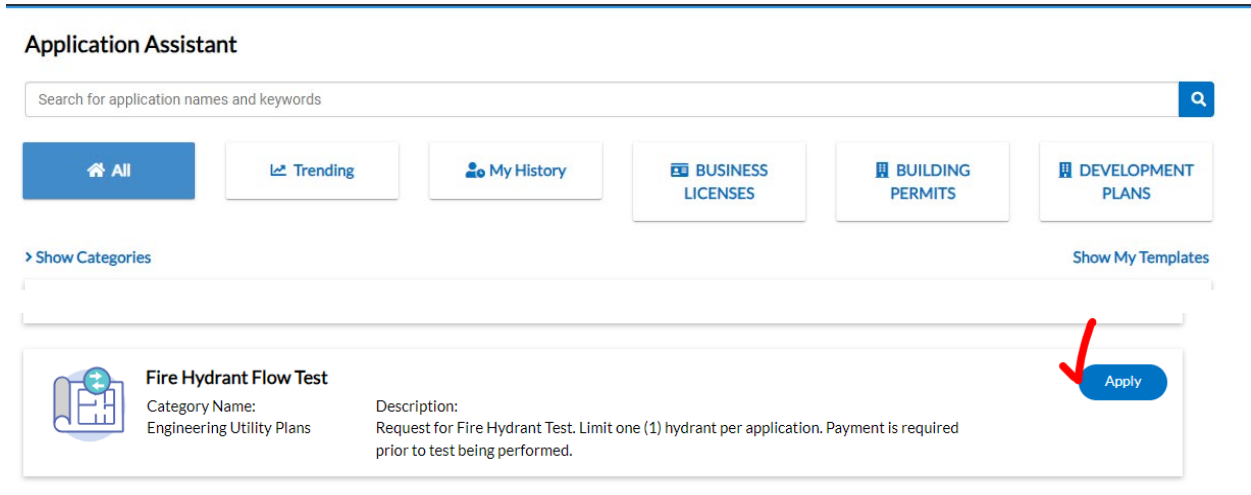 Application Assistant
Search for application names and keywords
All
Trending
My History
BUSINESS
LICENSES
BUILDING
PERMITS
DEVELOPMENT
PLANS
Show Categories
Show My Templates
Fire Hydrant Flow Test
Apply
Category Name:
Engineering Utility Plans
Description:
Request for Fire Hydrant Test. Limit one (1) hydrant per application. Payment is required
prior to test being performed.